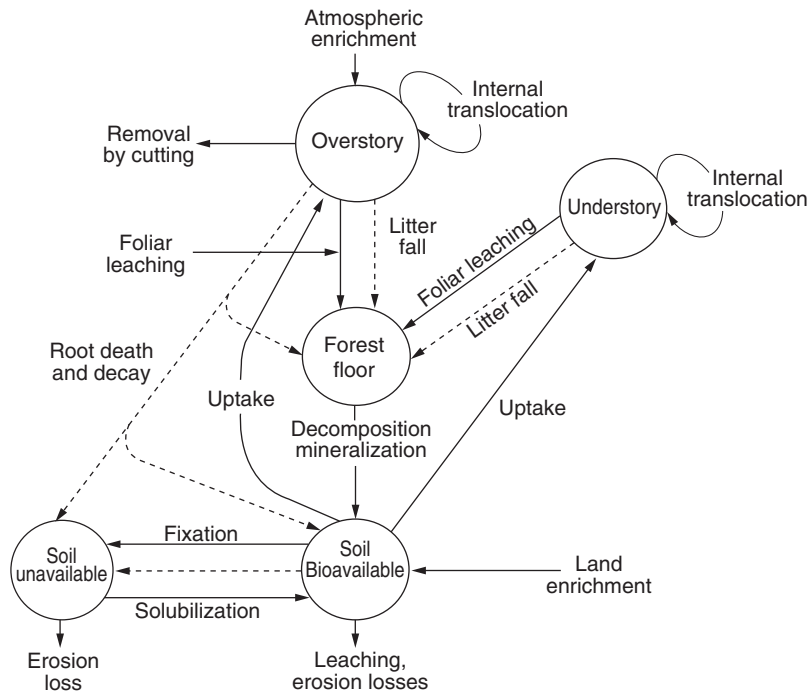 Atmospheric
enrichment
Internal
translocation
Removal
by cutting
Overstory
Internal
translocation
Understory
Foliar
leaching
Litter
fall
Foliar leaching
Litter fall
Forest
floor
Root death
and decay
Uptake
Uptake
Decomposition
mineralization
Fixation
Soil
unavailable
Soil
Bioavailable
Land
enrichment
Solubilization
Erosion
loss
Leaching,
erosion losses